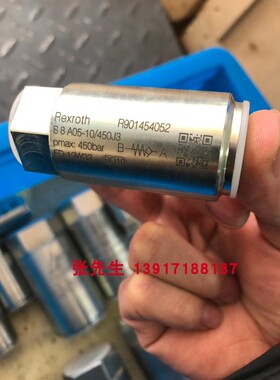 Rexroth R901454052
S 8 A05-10/450J3
pmax: 450bar B A
张先生 13917188187